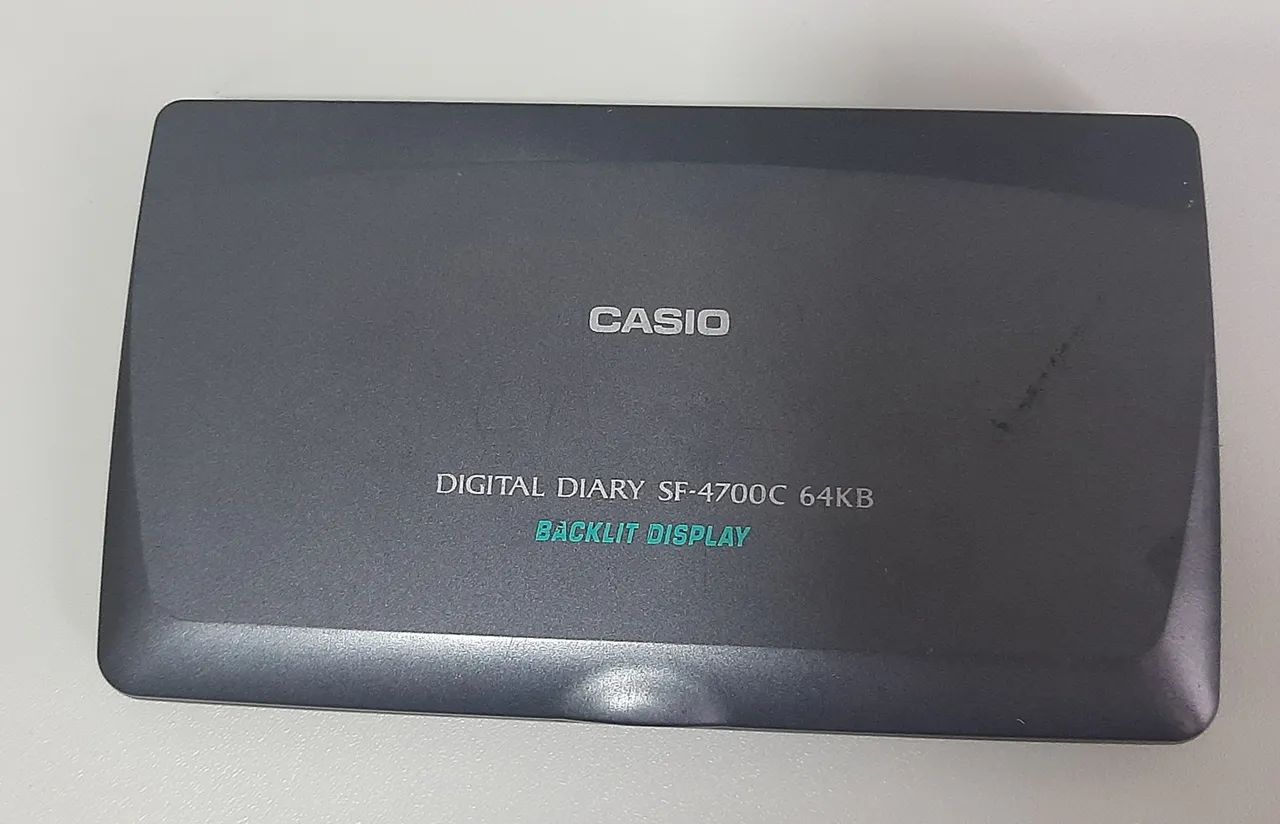 CASIO
DIGITAL DIARY SF-4700C 64KB
BACKLIT DISPLAY